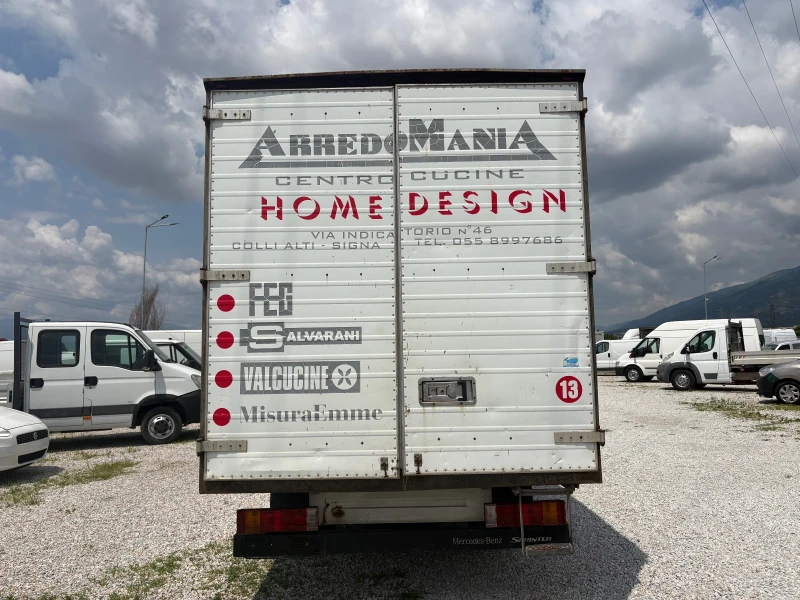 ARREDOMANIA
CENTRO CUCINE
HOME DESIGN
VIA INDICATORIO N°46
COLLI ALTI - SIGNA TEL. 055 8997686
FEG
SALVARANI
VALCUCINE
MisuraEmme
13
Mercedes-Benz SPRINTER